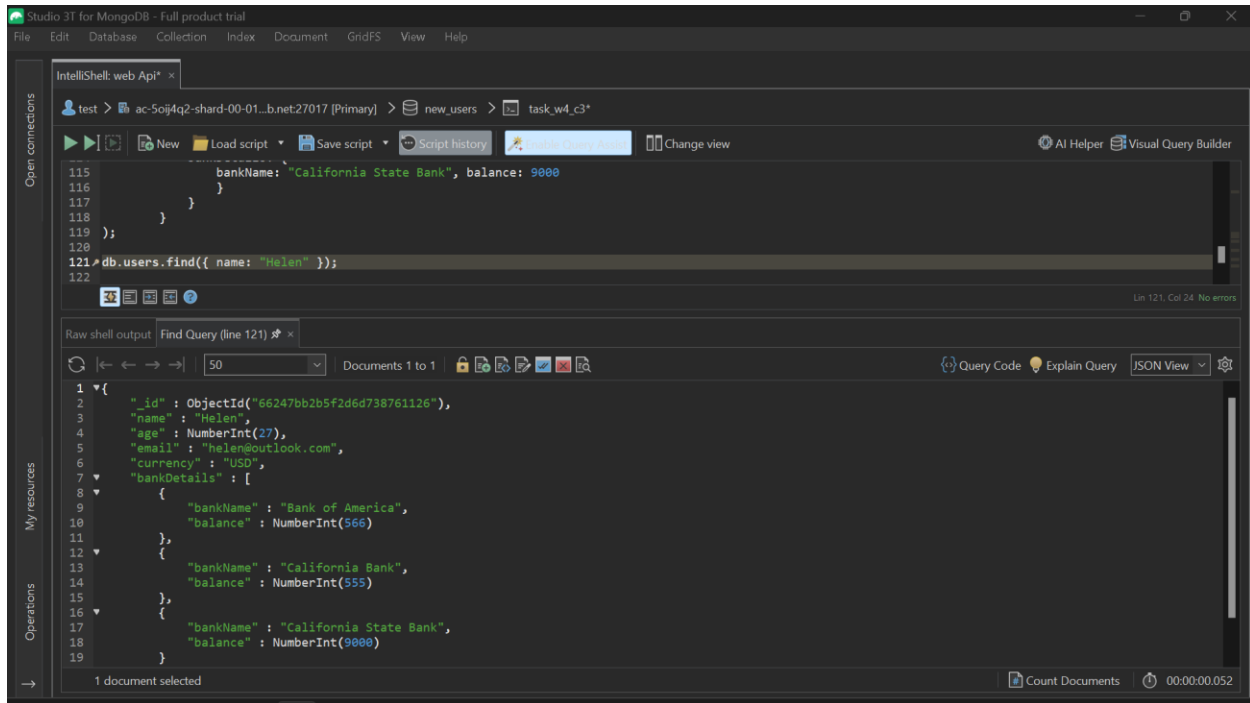 Studio 3T for MongoDB - Full product trial
File Edit Database Collection Index Document GridFS View Help
Open connections
My resources
Operations
IntelliShell: web Api* ×
test > ac-5oij4q2-shard-00-01...b.net:27017 [Primary] > new_users > task_w4_c3*
New Load script Save script Script history Enable Query Assist Change view AI Helper Visual Query Builder
115 bankName: "California State Bank", balance: 9000
116 }
117 }
118 }
119 );
120
121 db.users.find({ name: "Helen" });
122
Lin 121, Col 24 No errors
Raw shell output Find Query (line 121) ×
50 Documents 1 to 1 Query Code Explain Query JSON View
1 {
2 "_id" : ObjectId("66247bb2b5f2d6d738761126"),
3 "name" : "Helen",
4 "age" : NumberInt(27),
5 "email" : "helen@outlook.com",
6 "currency" : "USD",
7 "bankDetails" : [
8 {
9 "bankName" : "Bank of America",
10 "balance" : NumberInt(566)
11 },
12 {
13 "bankName" : "California Bank",
14 "balance" : NumberInt(555)
15 },
16 {
17 "bankName" : "California State Bank",
18 "balance" : NumberInt(9000)
19 }
1 document selected Count Documents 00:00:00.052